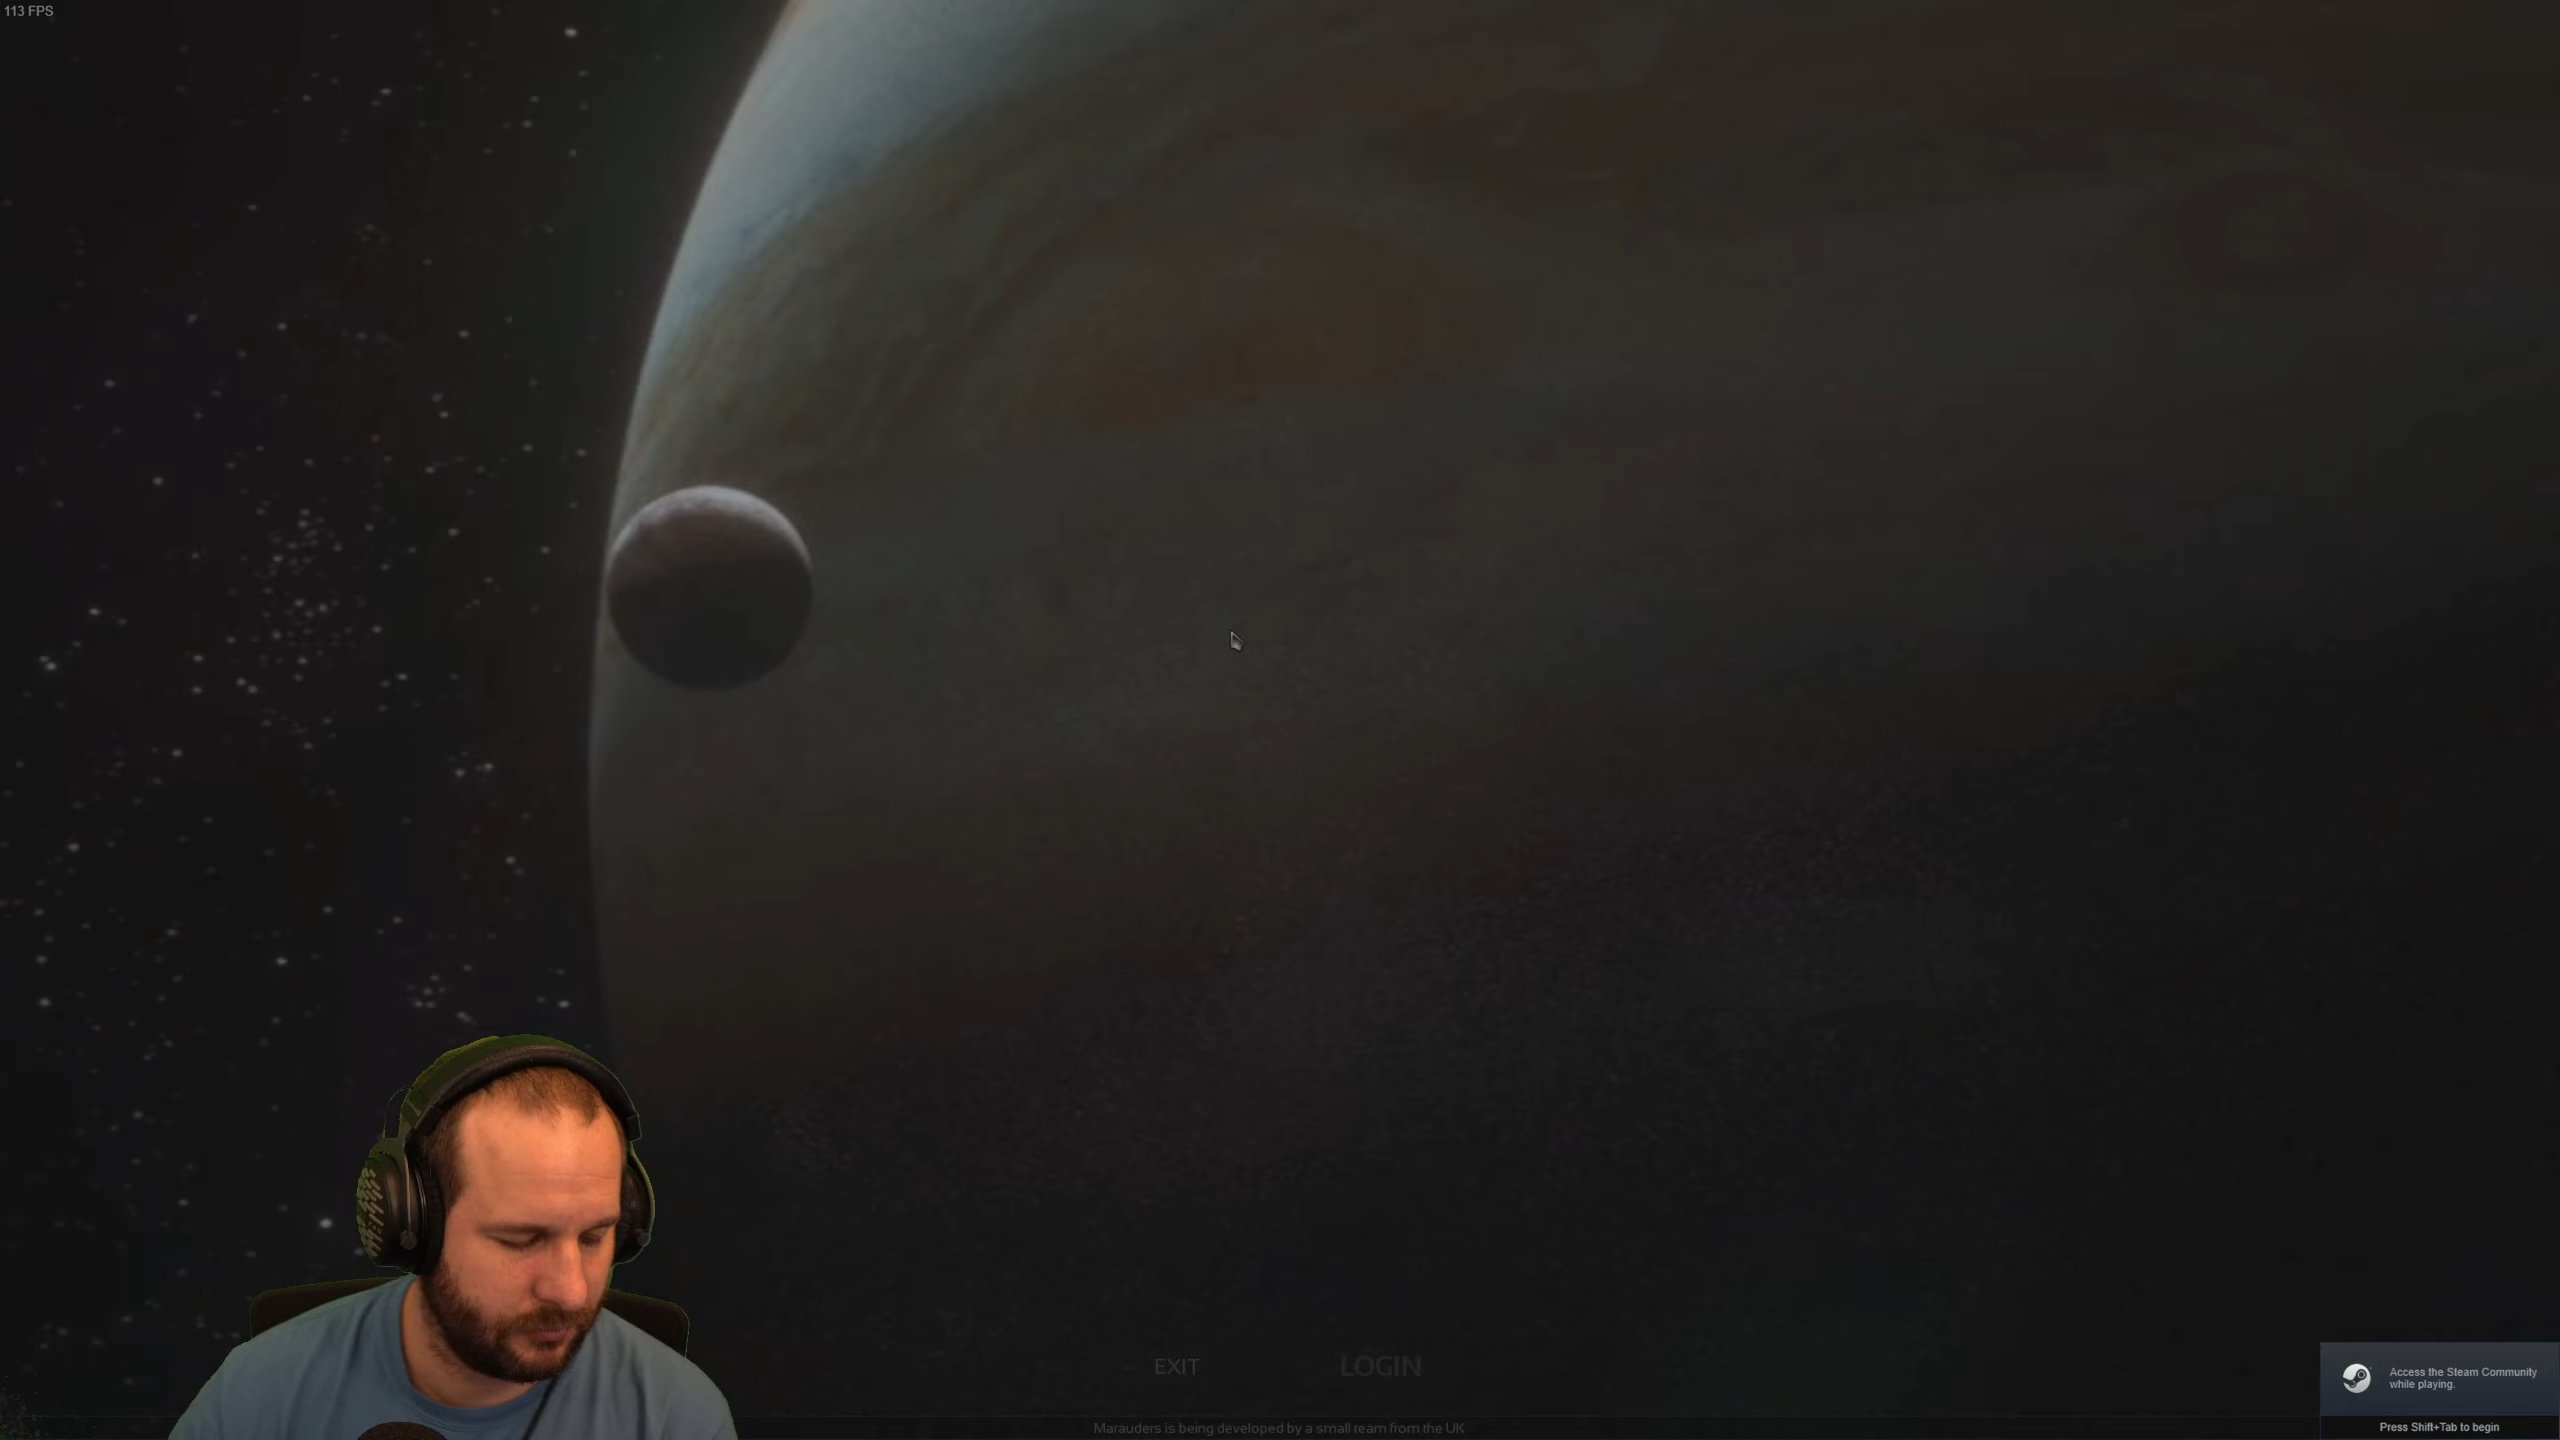 113 FPS
EXIT
LOGIN
Access the Steam Community
while playing.
Press Shift+Tab to begin
Marauders is being developed by a small team from the UK